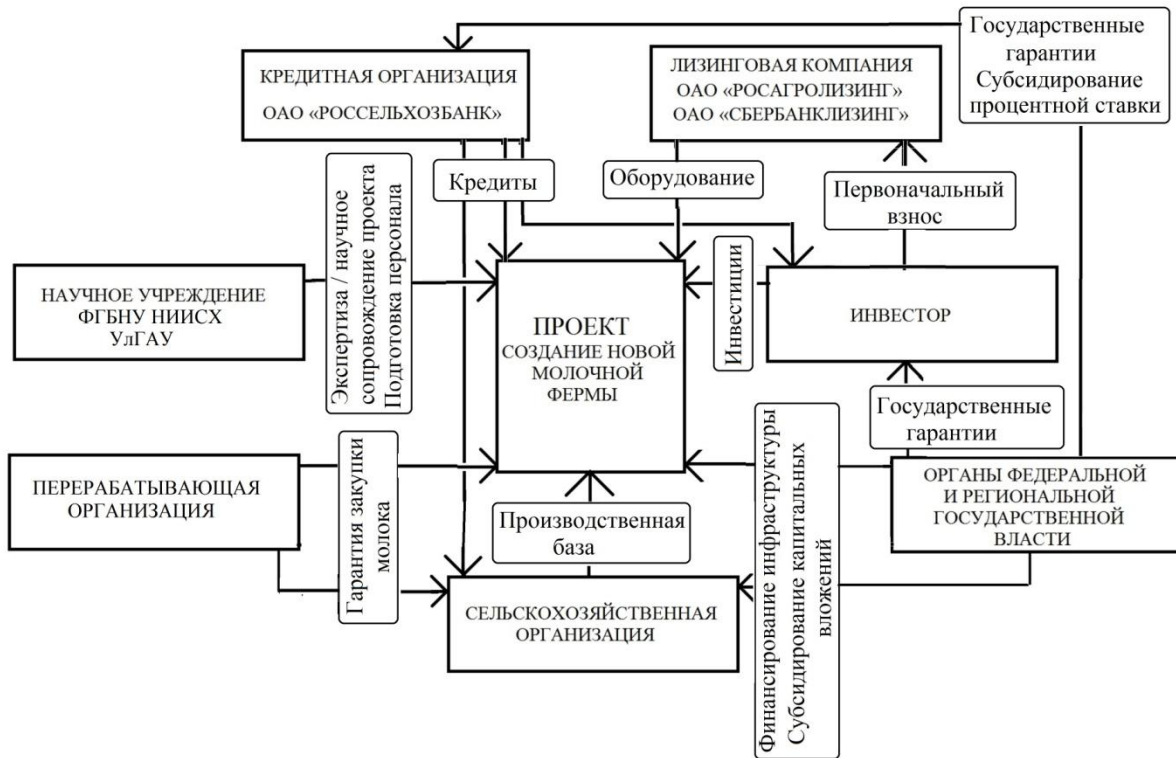 Государственные
гарантии
Субсидирование
процентной ставки
КРЕДИТНАЯ ОРГАНИЗАЦИЯ
ОАО «РОССЕЛЬХОЗБАНК»
ЛИЗИНГОВАЯ КОМПАНИЯ
ОАО «РОСАГРОЛИЗИНГ»
ОАО «СБЕРБАНКЛИЗИНГ»
Кредиты
Оборудование
Первоначальный
взнос
Экспертиза / научное
сопровождение проекта
Подготовка персонала
НАУЧНОЕ УЧРЕЖДЕНИЕ
ФГБНУ НИИСХ
УлГАУ
ПРОЕКТ
СОЗДАНИЕ НОВОЙ
МОЛОЧНОЙ
ФЕРМЫ
Инвестиции
ИНВЕСТОР
Государственные
гарантии
ПЕРЕРАБАТЫВАЮЩАЯ
ОРГАНИЗАЦИЯ
Гарантия закупки
молока
Производственная
база
Финансирование инфраструктуры
Субсидирование капитальных
вложений
ОРГАНЫ ФЕДЕРАЛЬНОЙ
И РЕГИОНАЛЬНОЙ
ГОСУДАРСТВЕННОЙ
ВЛАСТИ
СЕЛЬСКОХОЗЯЙСТВЕННАЯ
ОРГАНИЗАЦИЯ